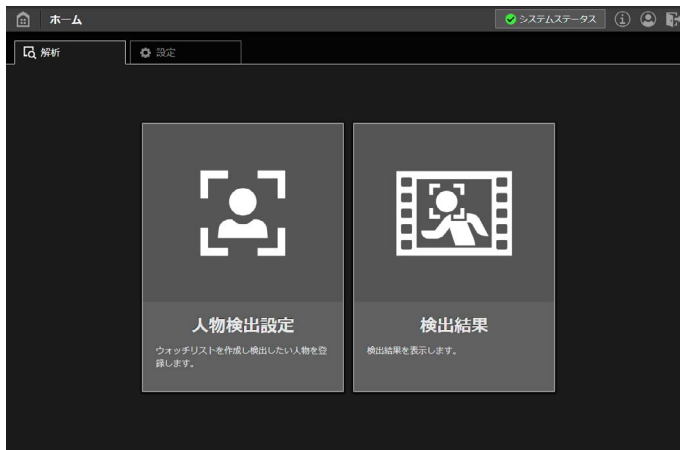 ホーム
システムステータス
解析
設定
人物検出設定
ウォッチリストを作成し検出したい人物を登
録します。
検出結果
検出結果を表示します。